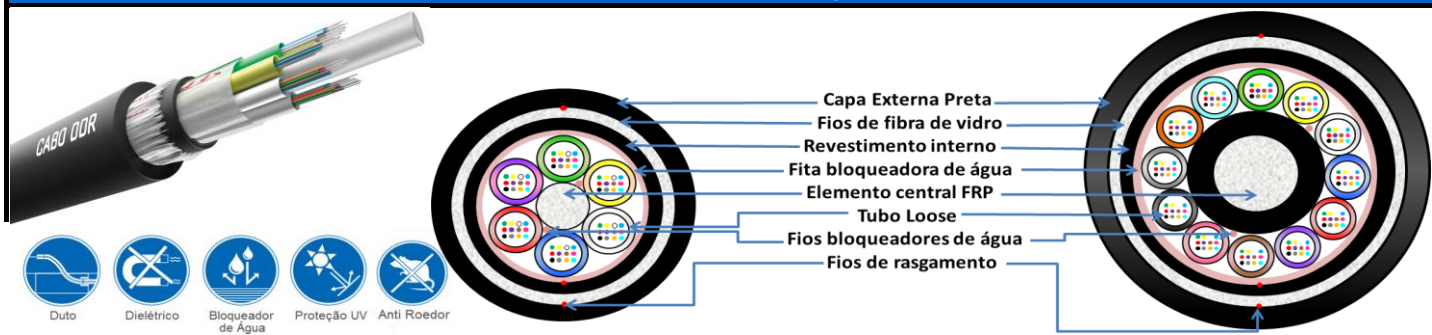 CABO DDR
Capa Externa Preta
Fios de fibra de vidro
Revestimento interno
Fita bloqueadora de água
Elemento central FRP
Tubo Loose
Fios bloqueadores de água
Fios de rasgamento
Duto
Dielétrico
Bloqueador
de Água
Proteção UV
Anti Roedor